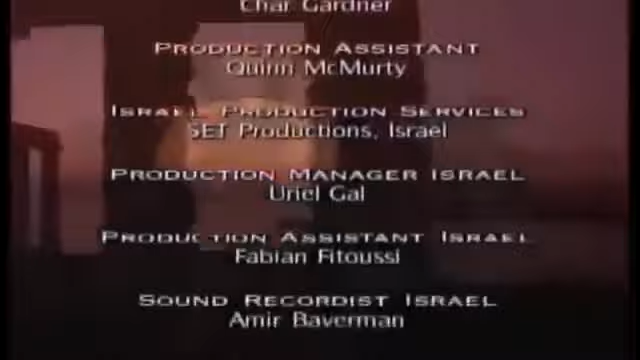 Char Gardner
Production Assistant
Quinn McMurty
Israel Production Services
SET Productions, Israel
Production Manager Israel
Uriel Gal
Production Assistant Israel
Fabian Fitoussi
Sound Recordist Israel
Amir Baverman